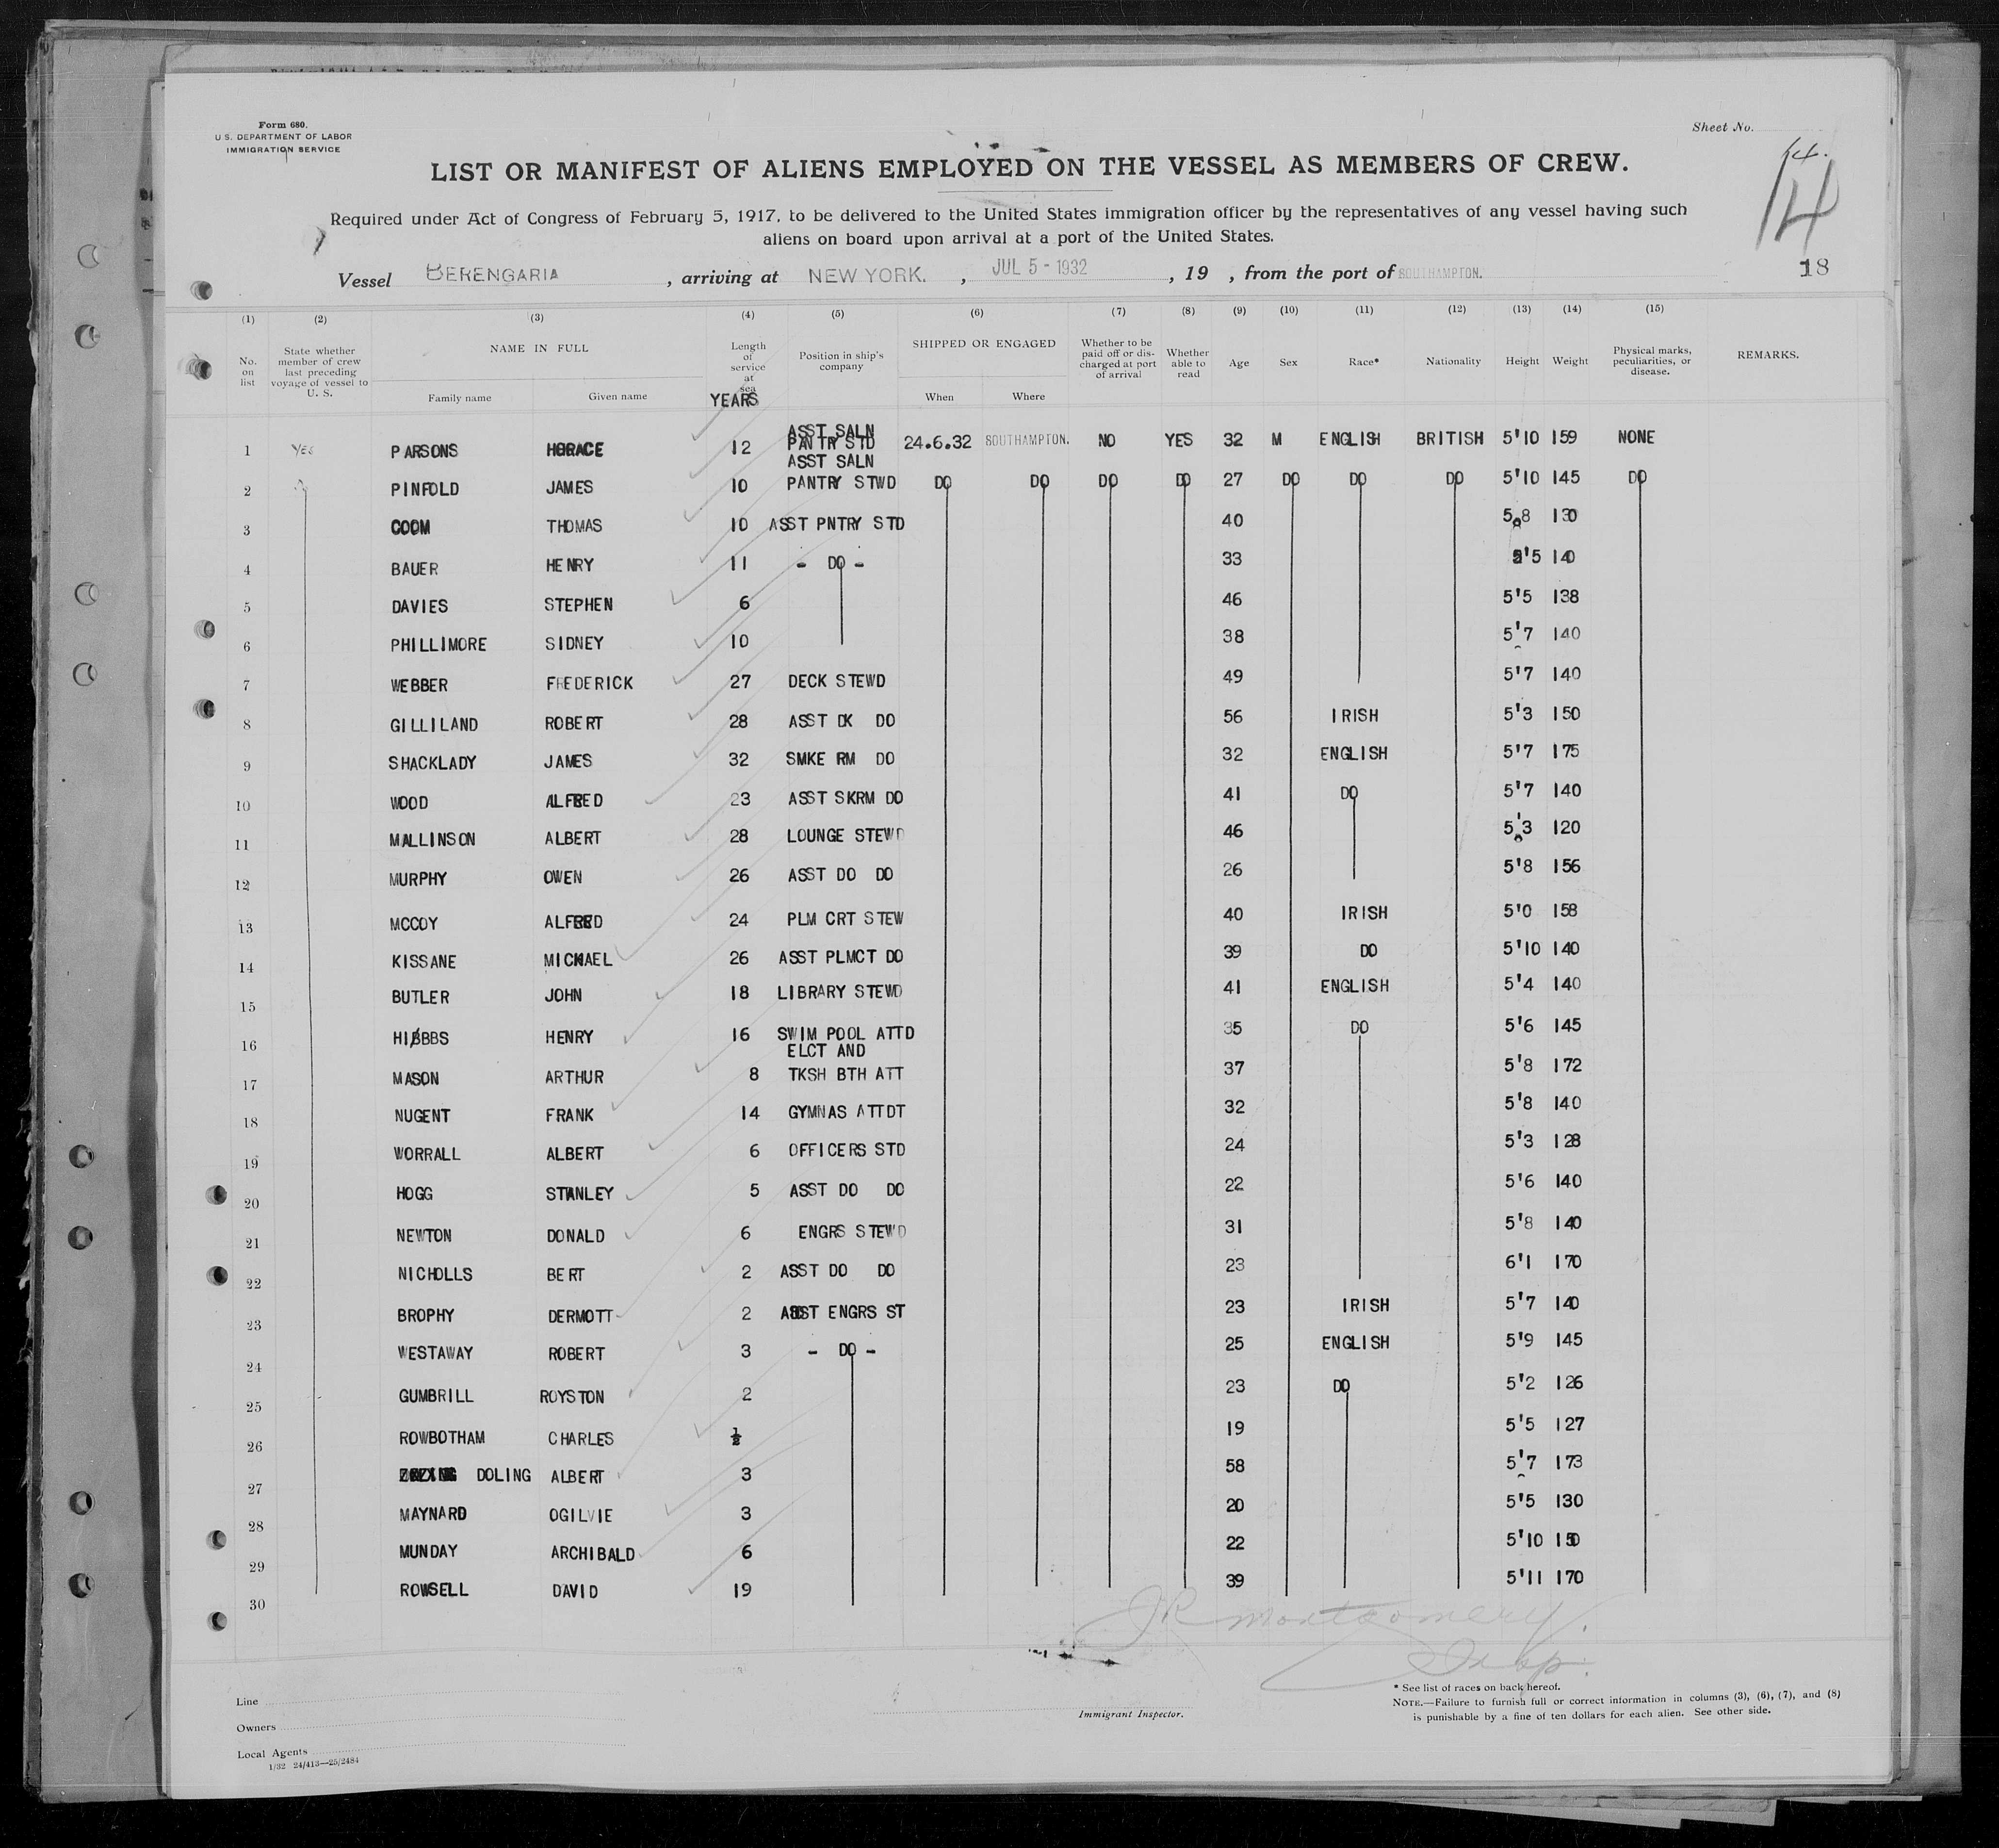 Form 680.
U. S. DEPARTMENT OF LABOR
IMMIGRATION SERVICE
Sheet No.
14.
14
LIST OR MANIFEST OF ALIENS EMPLOYED ON THE VESSEL AS MEMBERS OF CREW.
Required under Act of Congress of February 5, 1917, to be delivered to the United States immigration officer by the representatives of any vessel having such
aliens on board upon arrival at a port of the United States.
Vessel BERENGARIA , arriving at NEW YORK. , JUL 5 - 1932 , 19 , from the port of SOUTHAMPTON. 18
(1) (2) (3) (4) (5) (6) (7) (8) (9) (10) (11) (12) (13) (14) (15)
No. on list State whether member of crew last preceding voyage of vessel to U. S. NAME IN FULL Family name Given name Length of service at sea YEARS Position in ship's company SHIPPED OR ENGAGED When Where Whether to be paid off or discharged at port of arrival Whether able to read Age Sex Race* Nationality Height Weight Physical marks, peculiarities, or disease. REMARKS.
1 YES PARSONS HORACE 12 ASST SALN PANTRY STD 24.6.32 SOUTHAMPTON. NO YES 32 M ENGLISH BRITISH 5'10 159 NONE
2 PINFOLD JAMES 10 ASST SALN PANTRY STWD DO DO DO DO 27 DO DO DO 5'10 145 DO
3 COOM THOMAS 10 ASST PNTRY STD 40 5 8 130
4 BAUER HENRY 11 - DO - 33 5'5 140
5 DAVIES STEPHEN 6 46 5'5 138
6 PHILLIMORE SIDNEY 10 38 5'7 140
7 WEBBER FREDERICK 27 DECK STEWD 49 5'7 140
8 GILLILAND ROBERT 28 ASST DK DO 56 IRISH 5'3 150
9 SHACKLADY JAMES 32 SMKE RM DO 32 ENGLISH 5'7 175
10 WOOD ALFRED 23 ASST SKRM DO 41 DO 5'7 140
11 MALLINSON ALBERT 28 LOUNGE STEWD 46 5'3 120
12 MURPHY OWEN 26 ASST DO DO 26 5'8 156
13 MCCOY ALFRED 24 PLM CRT STEW 40 IRISH 5'0 158
14 KISSANE MICHAEL 26 ASST PLMCT DO 39 DO 5'10 140
15 BUTLER JOHN 18 LIBRARY STEWD 41 ENGLISH 5'4 140
16 HIBBBS HENRY 16 SWIM POOL ATTD 35 DO 5'6 145
17 MASON ARTHUR 8 ELCT AND TKSH BTH ATT 37 5'8 172
18 NUGENT FRANK 14 GYMNAS ATTDT 32 5'8 140
19 WORRALL ALBERT 6 OFFICERS STD 24 5'3 128
20 HOGG STANLEY 5 ASST DO DO 22 5'6 140
21 NEWTON DONALD 6 ENGRS STEWD 31 5'8 140
22 NICHOLLS BERT 2 ASST DO DO 23 6'1 170
23 BROPHY DERMOTT 2 ASST ENGRS ST 23 IRISH 5'7 140
24 WESTAWAY ROBERT 3 - DO - 25 ENGLISH 5'9 145
25 GUMBRILL ROYSTON 2 23 DO 5'2 126
26 ROWBOTHAM CHARLES ½ 19 5'5 127
27 DOLING ALBERT 3 58 5'7 173
28 MAYNARD OGILVIE 3 20 5'5 130
29 MUNDAY ARCHIBALD 6 22 5'10 150
30 ROWSELL DAVID 19 39 5'11 170
JR Montgomery.
Insp.
Line
Owners
Local Agents
1/32 24/413—25/2484
Immigrant Inspector.
* See list of races on back hereof.
NOTE.—Failure to furnish full or correct information in columns (3), (6), (7), and (8)
is punishable by a fine of ten dollars for each alien. See other side.